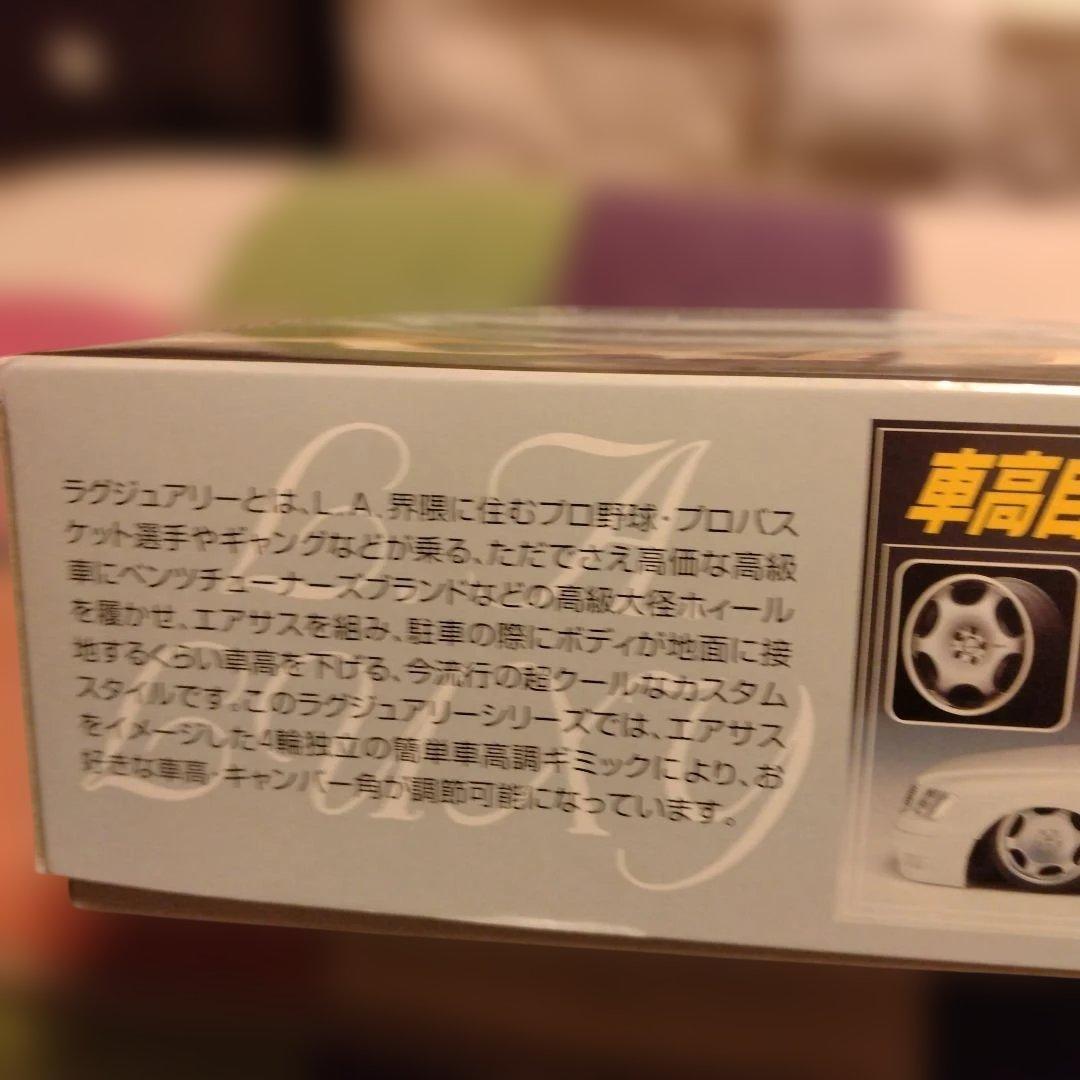 L.A.
Luxy
ラグジュアリーとは、L.A.界隈に住むプロ野球・プロバス
ケット選手やギャングなどが乗る、ただでさえ高価な高級
車にベンツチューナーズブランドなどの高級大径ホィール
を履かせ、エアサスを組み、駐車の際にボディが地面に接
地するくらい車高を下げる、今流行の超クールなカスタム
スタイルです。このラグジュアリーシリーズでは、エアサス
をイメージした4輪独立の簡単車高調ギミックにより、お
好きな車高・キャンバー角が調節可能になっています。
車高自